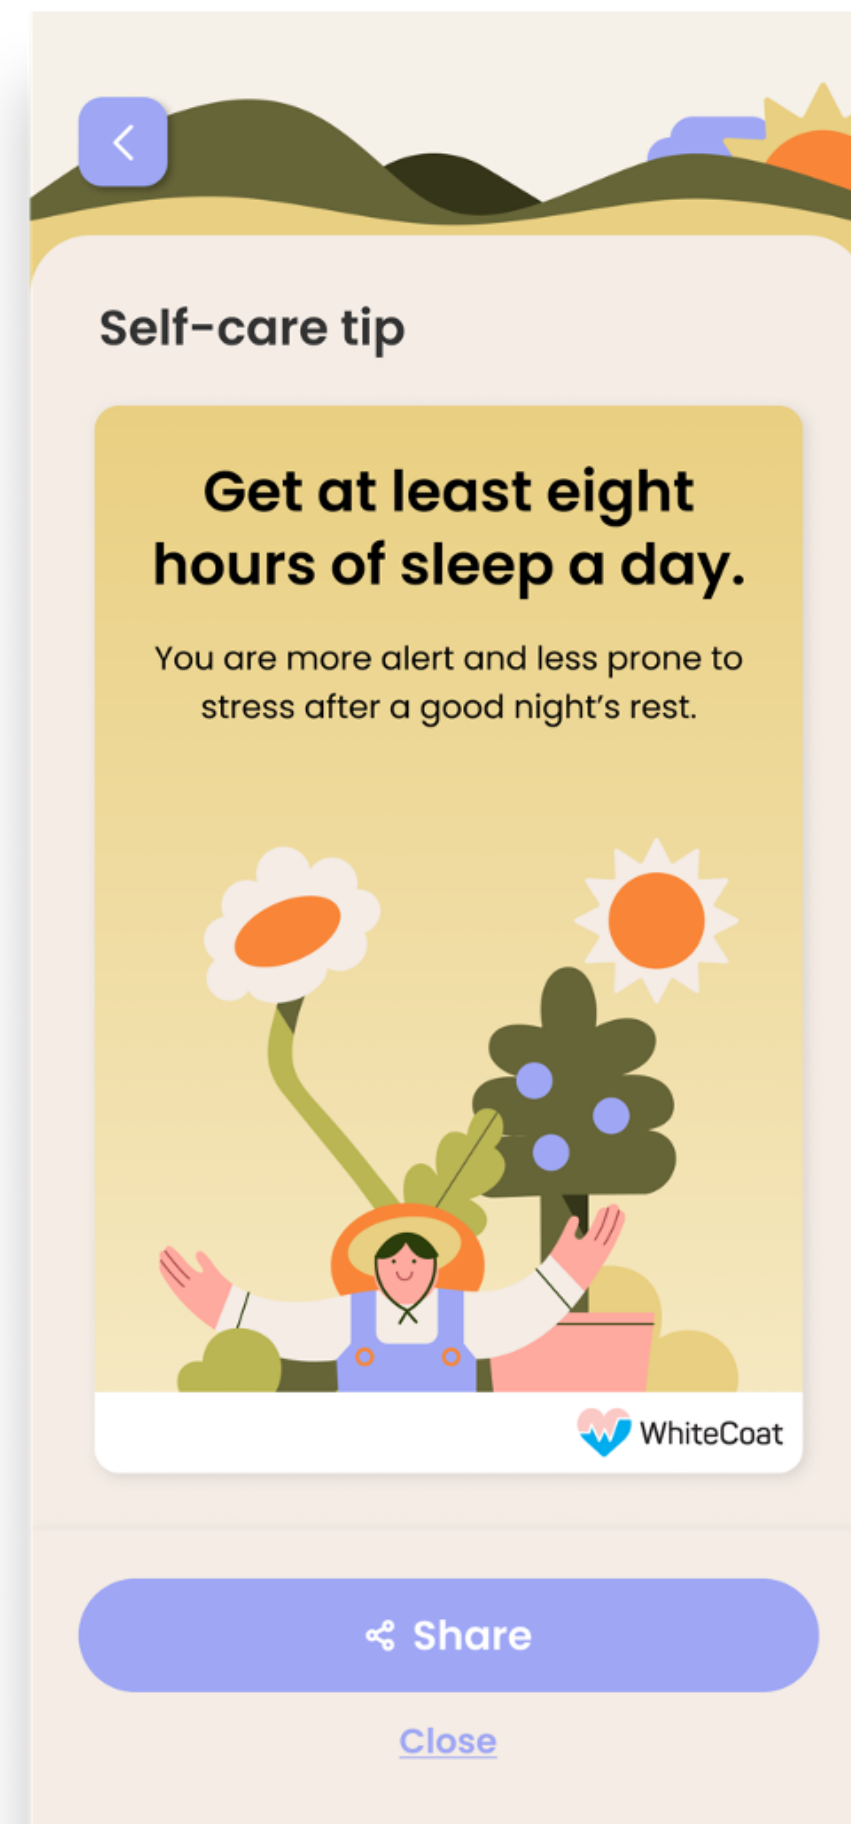 Self-care tip
Get at least eight
hours of sleep a day.
You are more alert and less prone to
stress after a good night’s rest.
WhiteCoat
Share
Close